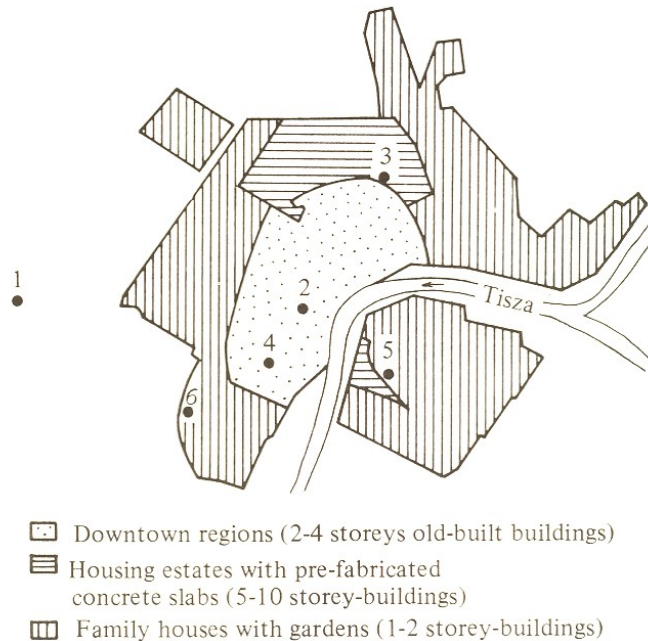 3
1
2
Tisza
4
5
6
Downtown regions (2-4 storeys old-built buildings)
Housing estates with pre-fabricated
concrete slabs (5-10 storey-buildings)
Family houses with gardens (1-2 storey-buildings)